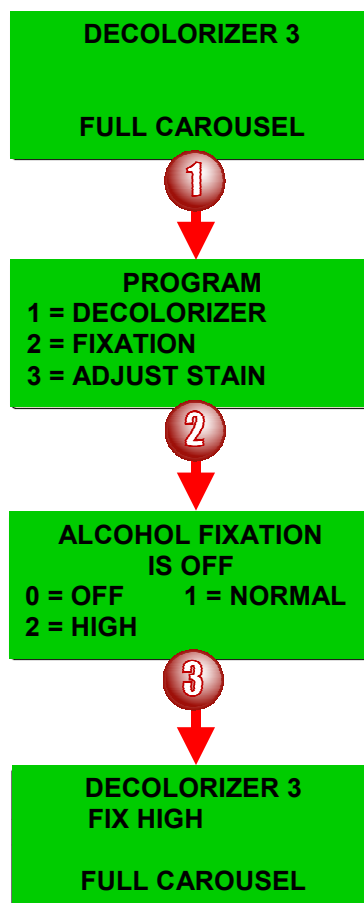 DECOLORIZER 3
FULL CAROUSEL
1
PROGRAM
1 = DECOLORIZER
2 = FIXATION
3 = ADJUST STAIN
2
ALCOHOL FIXATION
IS OFF
0 = OFF 1 = NORMAL
2 = HIGH
3
DECOLORIZER 3
FIX HIGH
FULL CAROUSEL